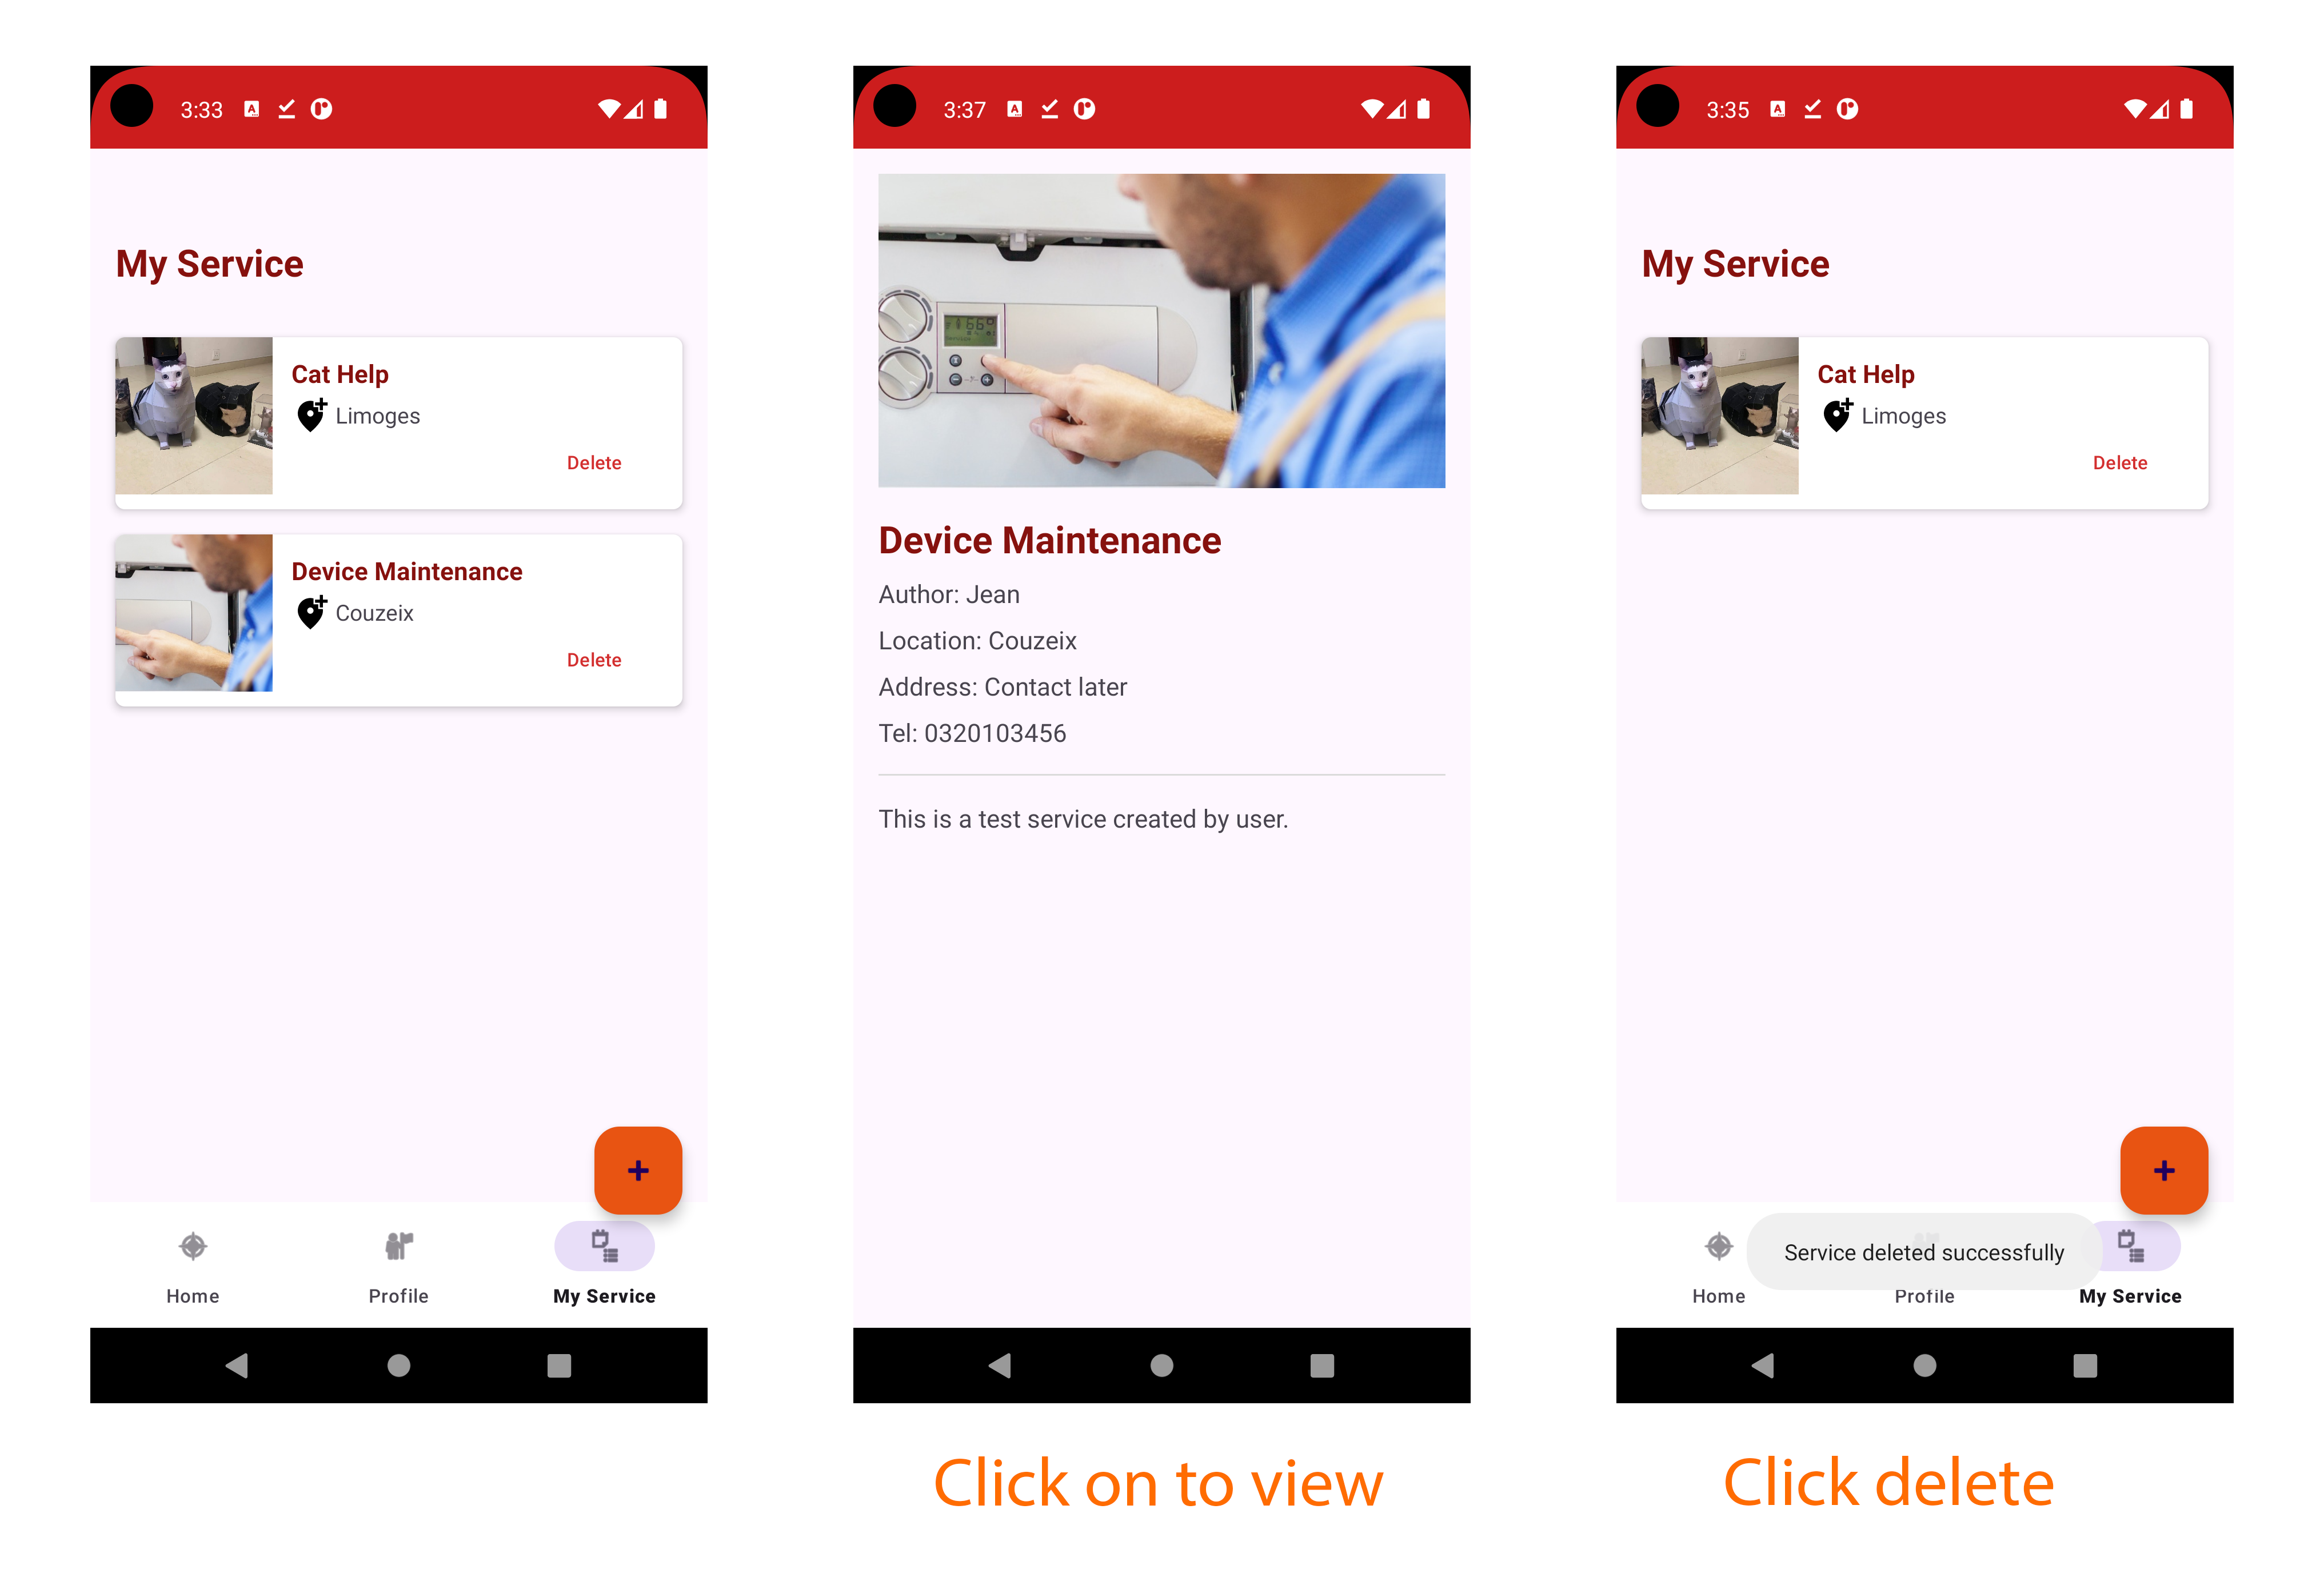 3:33
My Service
Cat Help
Limoges
Delete
Device Maintenance
Couzeix
Delete
+
Home
Profile
My Service
3:37
66°
Device Maintenance
Author: Jean
Location: Couzeix
Address: Contact later
Tel: 0320103456
This is a test service created by user.
Click on to view
3:35
My Service
Cat Help
Limoges
Delete
+
Service deleted successfully
Home
Profile
My Service
Click delete